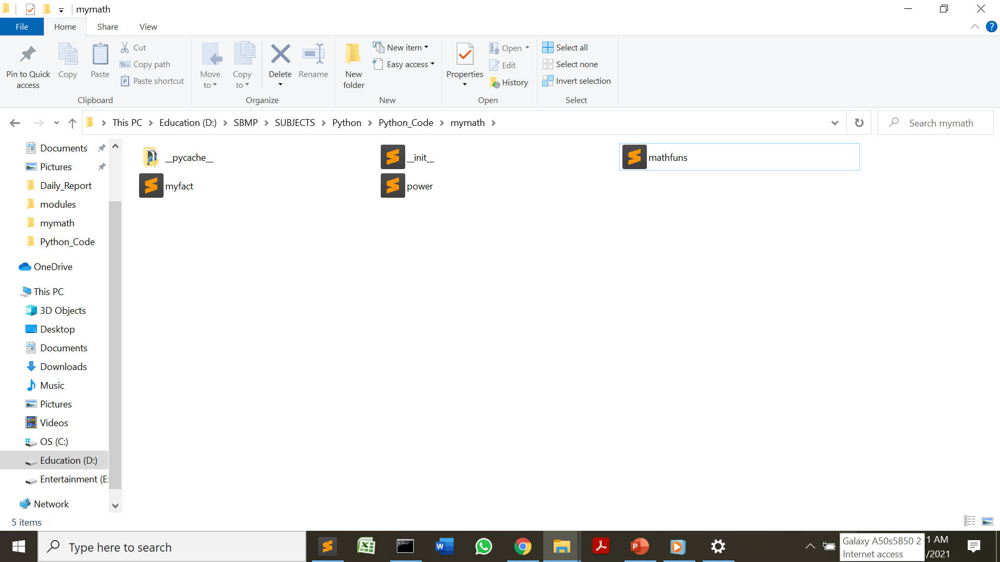 mymath
File Home Share View
Pin to Quick access
Copy
Paste
Cut
Copy path
Paste shortcut
Clipboard
Move to
Copy to
Delete
Rename
Organize
New folder
New item
Easy access
New
Properties
Open
Edit
History
Open
Select all
Select none
Invert selection
Select
This PC > Education (D:) > SBMP > SUBJECTS > Python > Python_Code > mymath >
Search mymath
Documents
Pictures
Daily_Report
modules
mymath
Python_Code
OneDrive
This PC
3D Objects
Desktop
Documents
Downloads
Music
Pictures
Videos
OS (C:)
Education (D:)
Entertainment (E:
Network
__pycache__
__init__
mathfuns
myfact
power
5 items
Type here to search
Galaxy A50s5B50 2
Internet access
1 AM
/2021